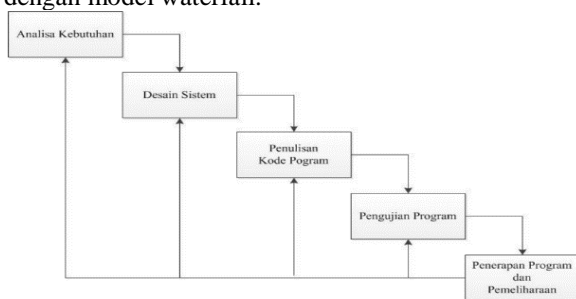 dengan model waterfall.
Analisa Kebutuhan
Desain Sistem
Penulisan
Kode Pogram
Pengujian Program
Penerapan Program
dan
Pemeliharaan